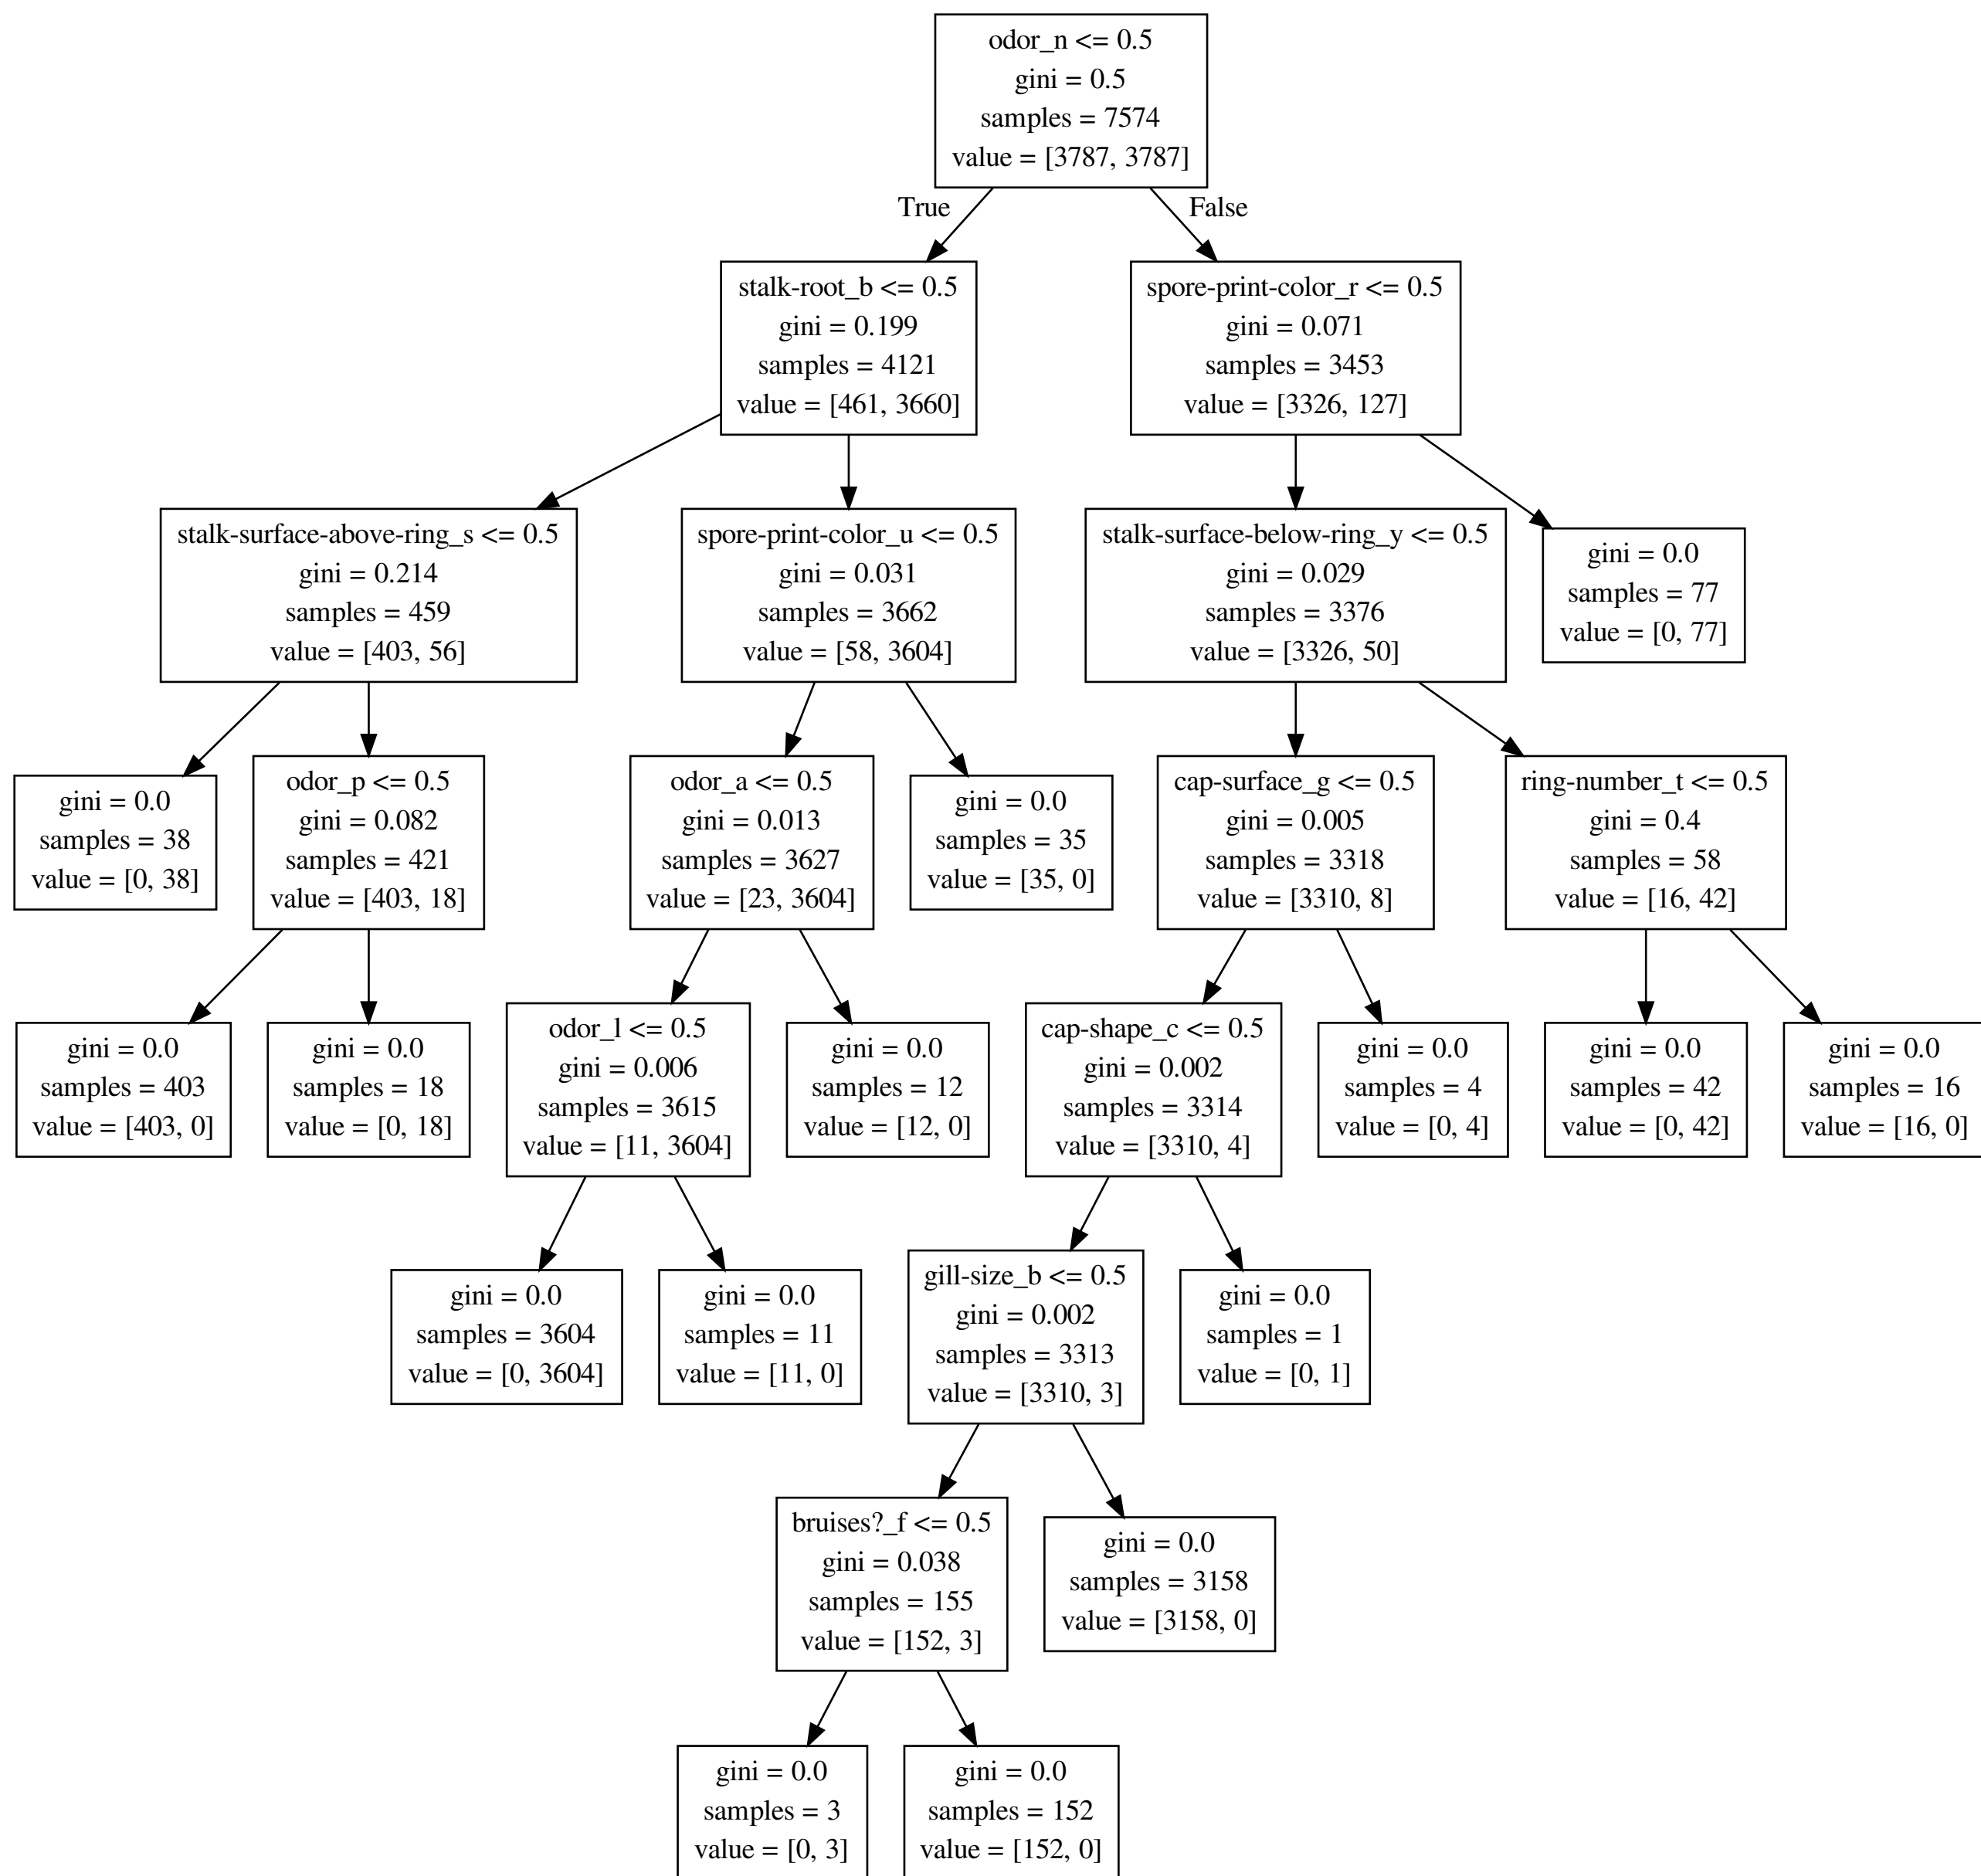 odor_n <= 0.5
gini = 0.5
samples = 7574
value = [3787, 3787]
True
False
stalk-root_b <= 0.5
gini = 0.199
samples = 4121
value = [461, 3660]
spore-print-color_r <= 0.5
gini = 0.071
samples = 3453
value = [3326, 127]
stalk-surface-above-ring_s <= 0.5
gini = 0.214
samples = 459
value = [403, 56]
spore-print-color_u <= 0.5
gini = 0.031
samples = 3662
value = [58, 3604]
stalk-surface-below-ring_y <= 0.5
gini = 0.029
samples = 3376
value = [3326, 50]
gini = 0.0
samples = 77
value = [0, 77]
gini = 0.0
samples = 38
value = [0, 38]
odor_p <= 0.5
gini = 0.082
samples = 421
value = [403, 18]
odor_a <= 0.5
gini = 0.013
samples = 3627
value = [23, 3604]
gini = 0.0
samples = 35
value = [35, 0]
cap-surface_g <= 0.5
gini = 0.005
samples = 3318
value = [3310, 8]
ring-number_t <= 0.5
gini = 0.4
samples = 58
value = [16, 42]
gini = 0.0
samples = 403
value = [403, 0]
gini = 0.0
samples = 18
value = [0, 18]
odor_l <= 0.5
gini = 0.006
samples = 3615
value = [11, 3604]
gini = 0.0
samples = 12
value = [12, 0]
cap-shape_c <= 0.5
gini = 0.002
samples = 3314
value = [3310, 4]
gini = 0.0
samples = 4
value = [0, 4]
gini = 0.0
samples = 42
value = [0, 42]
gini = 0.0
samples = 16
value = [16, 0]
gini = 0.0
samples = 3604
value = [0, 3604]
gini = 0.0
samples = 11
value = [11, 0]
gill-size_b <= 0.5
gini = 0.002
samples = 3313
value = [3310, 3]
gini = 0.0
samples = 1
value = [0, 1]
bruises?_f <= 0.5
gini = 0.038
samples = 155
value = [152, 3]
gini = 0.0
samples = 3158
value = [3158, 0]
gini = 0.0
samples = 3
value = [0, 3]
gini = 0.0
samples = 152
value = [152, 0]